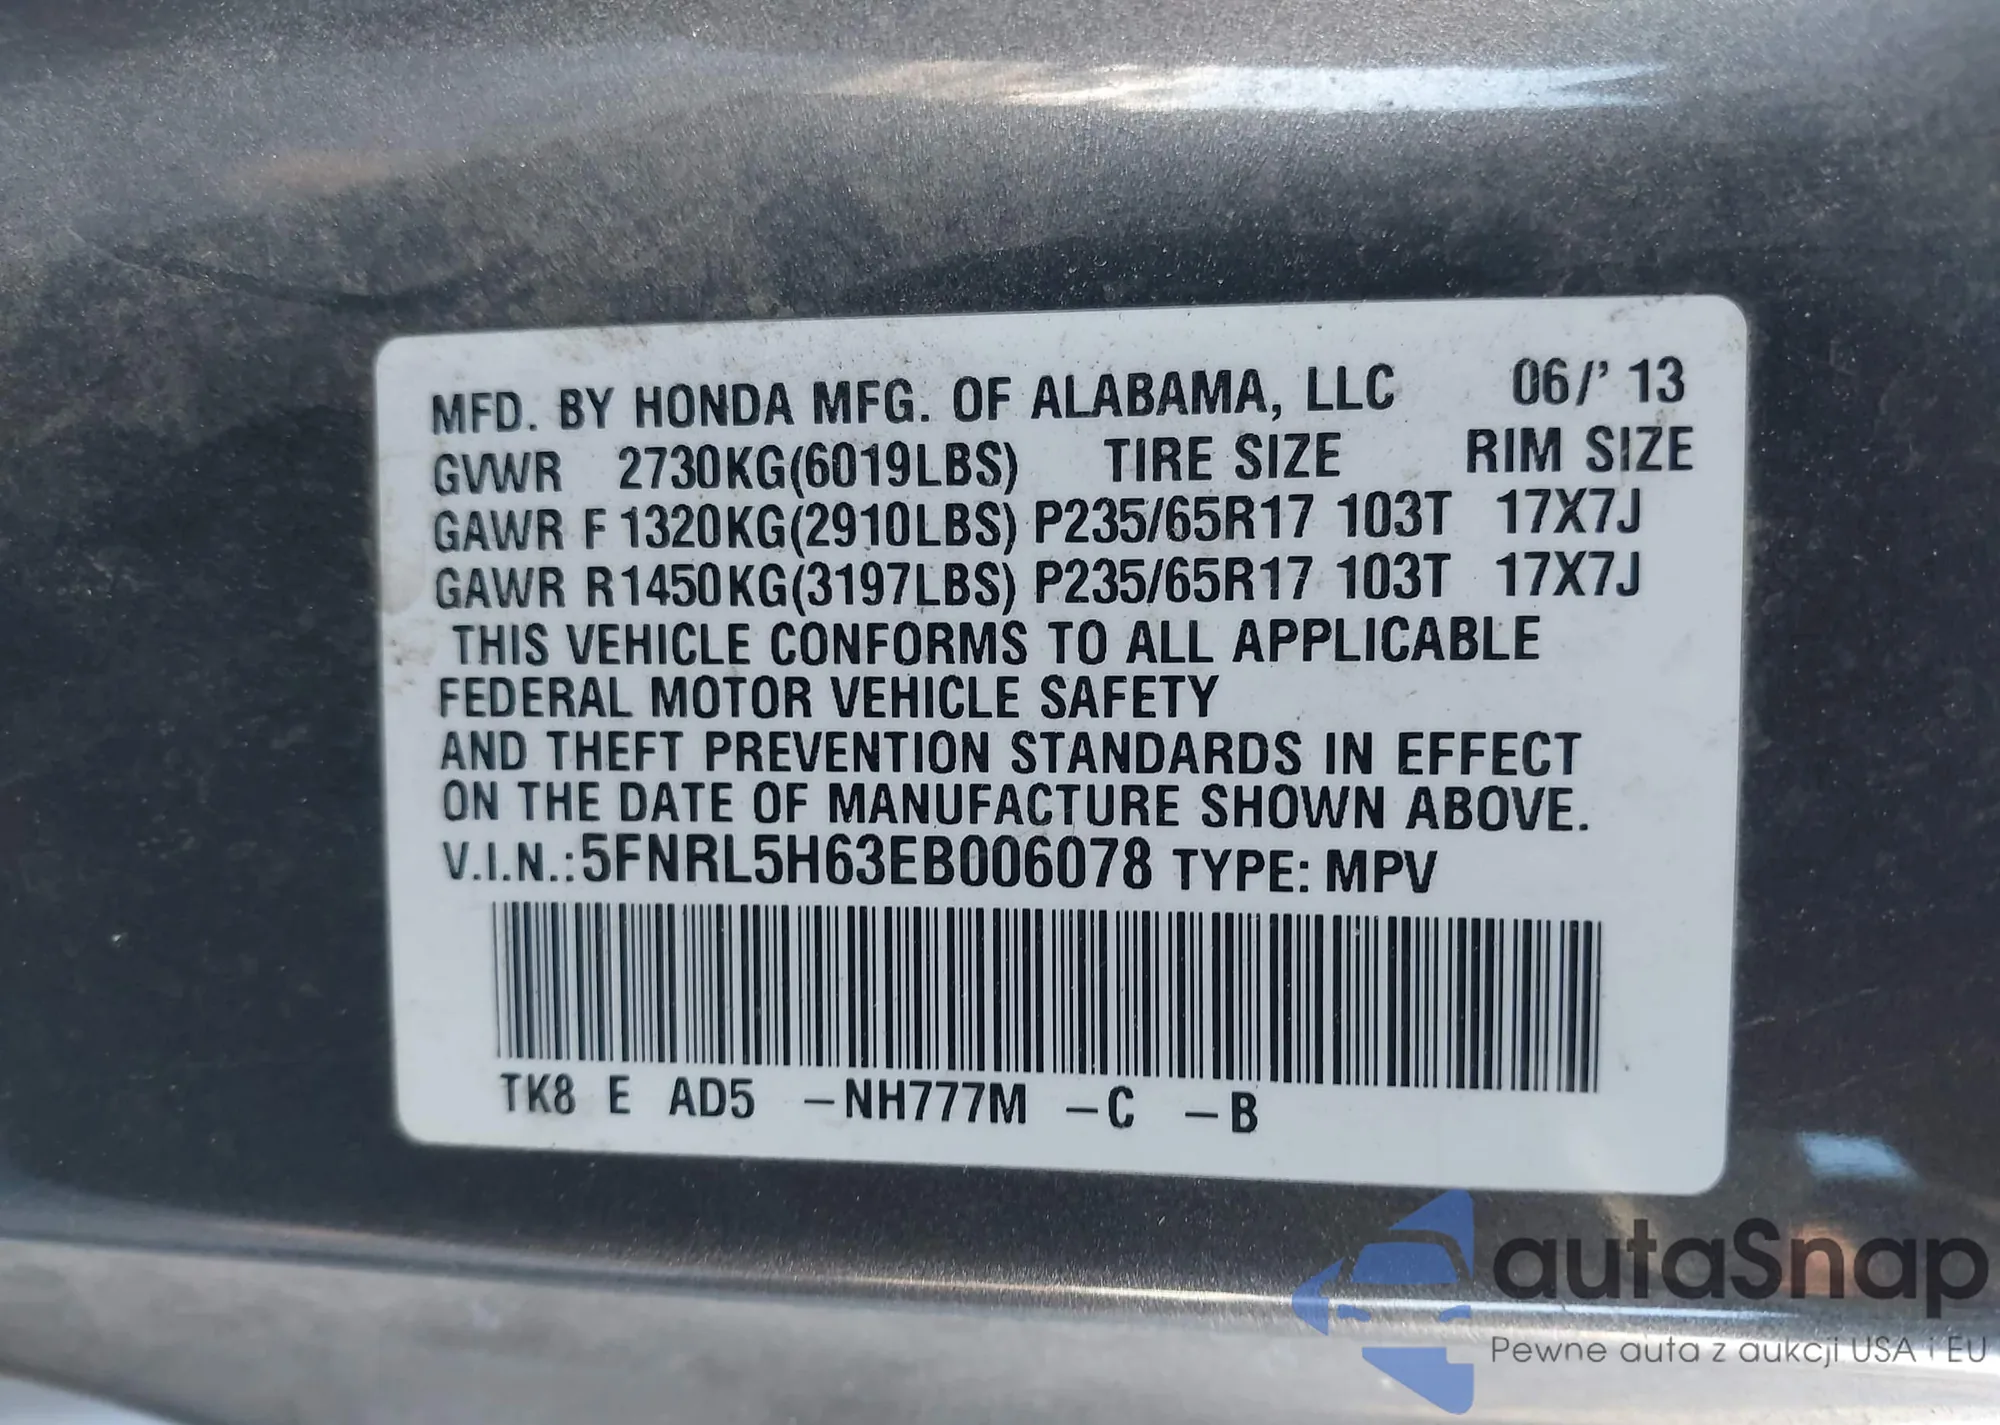 MFD. BY HONDA MFG. OF ALABAMA, LLC 06/' 13
GVWR 2730KG(6019LBS) TIRE SIZE RIM SIZE
GAWR F 1320KG(2910LBS) P235/65R17 103T 17X7J
GAWR R1450KG(3197LBS) P235/65R17 103T 17X7J
THIS VEHICLE CONFORMS TO ALL APPLICABLE
FEDERAL MOTOR VEHICLE SAFETY
AND THEFT PREVENTION STANDARDS IN EFFECT
ON THE DATE OF MANUFACTURE SHOWN ABOVE.
V.I.N.:5FNRL5H63EB006078 TYPE: MPV
TK8 E AD5 –NH777M –C –B
autaSnap
Pewne auta z aukcji USA i EU